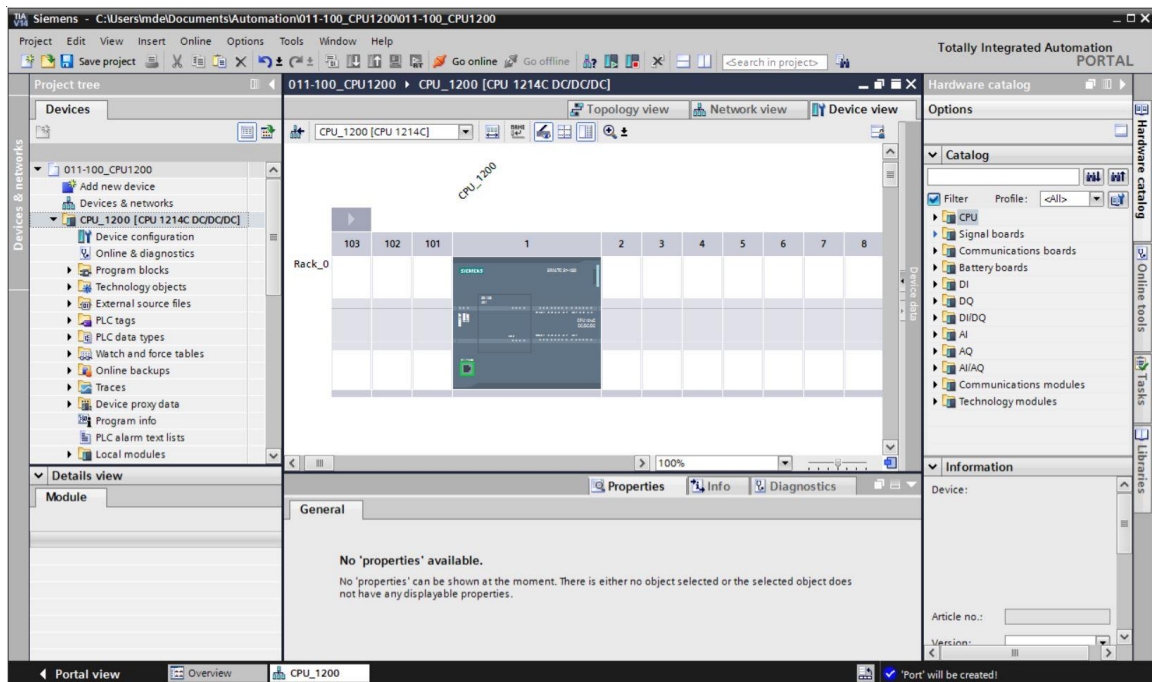 TIA V14
Siemens - C:\Users\mde\Documents\Automation\011-100_CPU1200\011-100_CPU1200
Project Edit View Insert Online Options Tools Window Help
Totally Integrated Automation
PORTAL
Save project
Go online
Go offline
<Search in project>
Project tree
Devices
Devices & networks
011-100_CPU1200
Add new device
Devices & networks
CPU_1200 [CPU 1214C DC/DC/DC]
Device configuration
Online & diagnostics
Program blocks
Technology objects
External source files
PLC tags
PLC data types
Watch and force tables
Online backups
Traces
Device proxy data
Program info
PLC alarm text lists
Local modules
Details view
Module
011-100_CPU1200 CPU_1200 [CPU 1214C DC/DC/DC]
Topology view
Network view
Device view
CPU_1200 [CPU 1214C]
CPU_1200
103 102 101 1 2 3 4 5 6 7 8
Rack_0
SIEMENS
Device data
100%
Properties
Info
Diagnostics
General
No 'properties' available.
No 'properties' can be shown at the moment. There is either no object selected or the selected object does
not have any displayable properties.
Hardware catalog
Options
Catalog
Filter Profile: <All>
CPU
Signal boards
Communications boards
Battery boards
DI
DQ
DI/DQ
AI
AQ
AI/AQ
Communications modules
Technology modules
Information
Device:
Article no.:
Version:
Hardware catalog
Online tools
Tasks
Libraries
Portal view
Overview
CPU_1200
'Port' will be created!